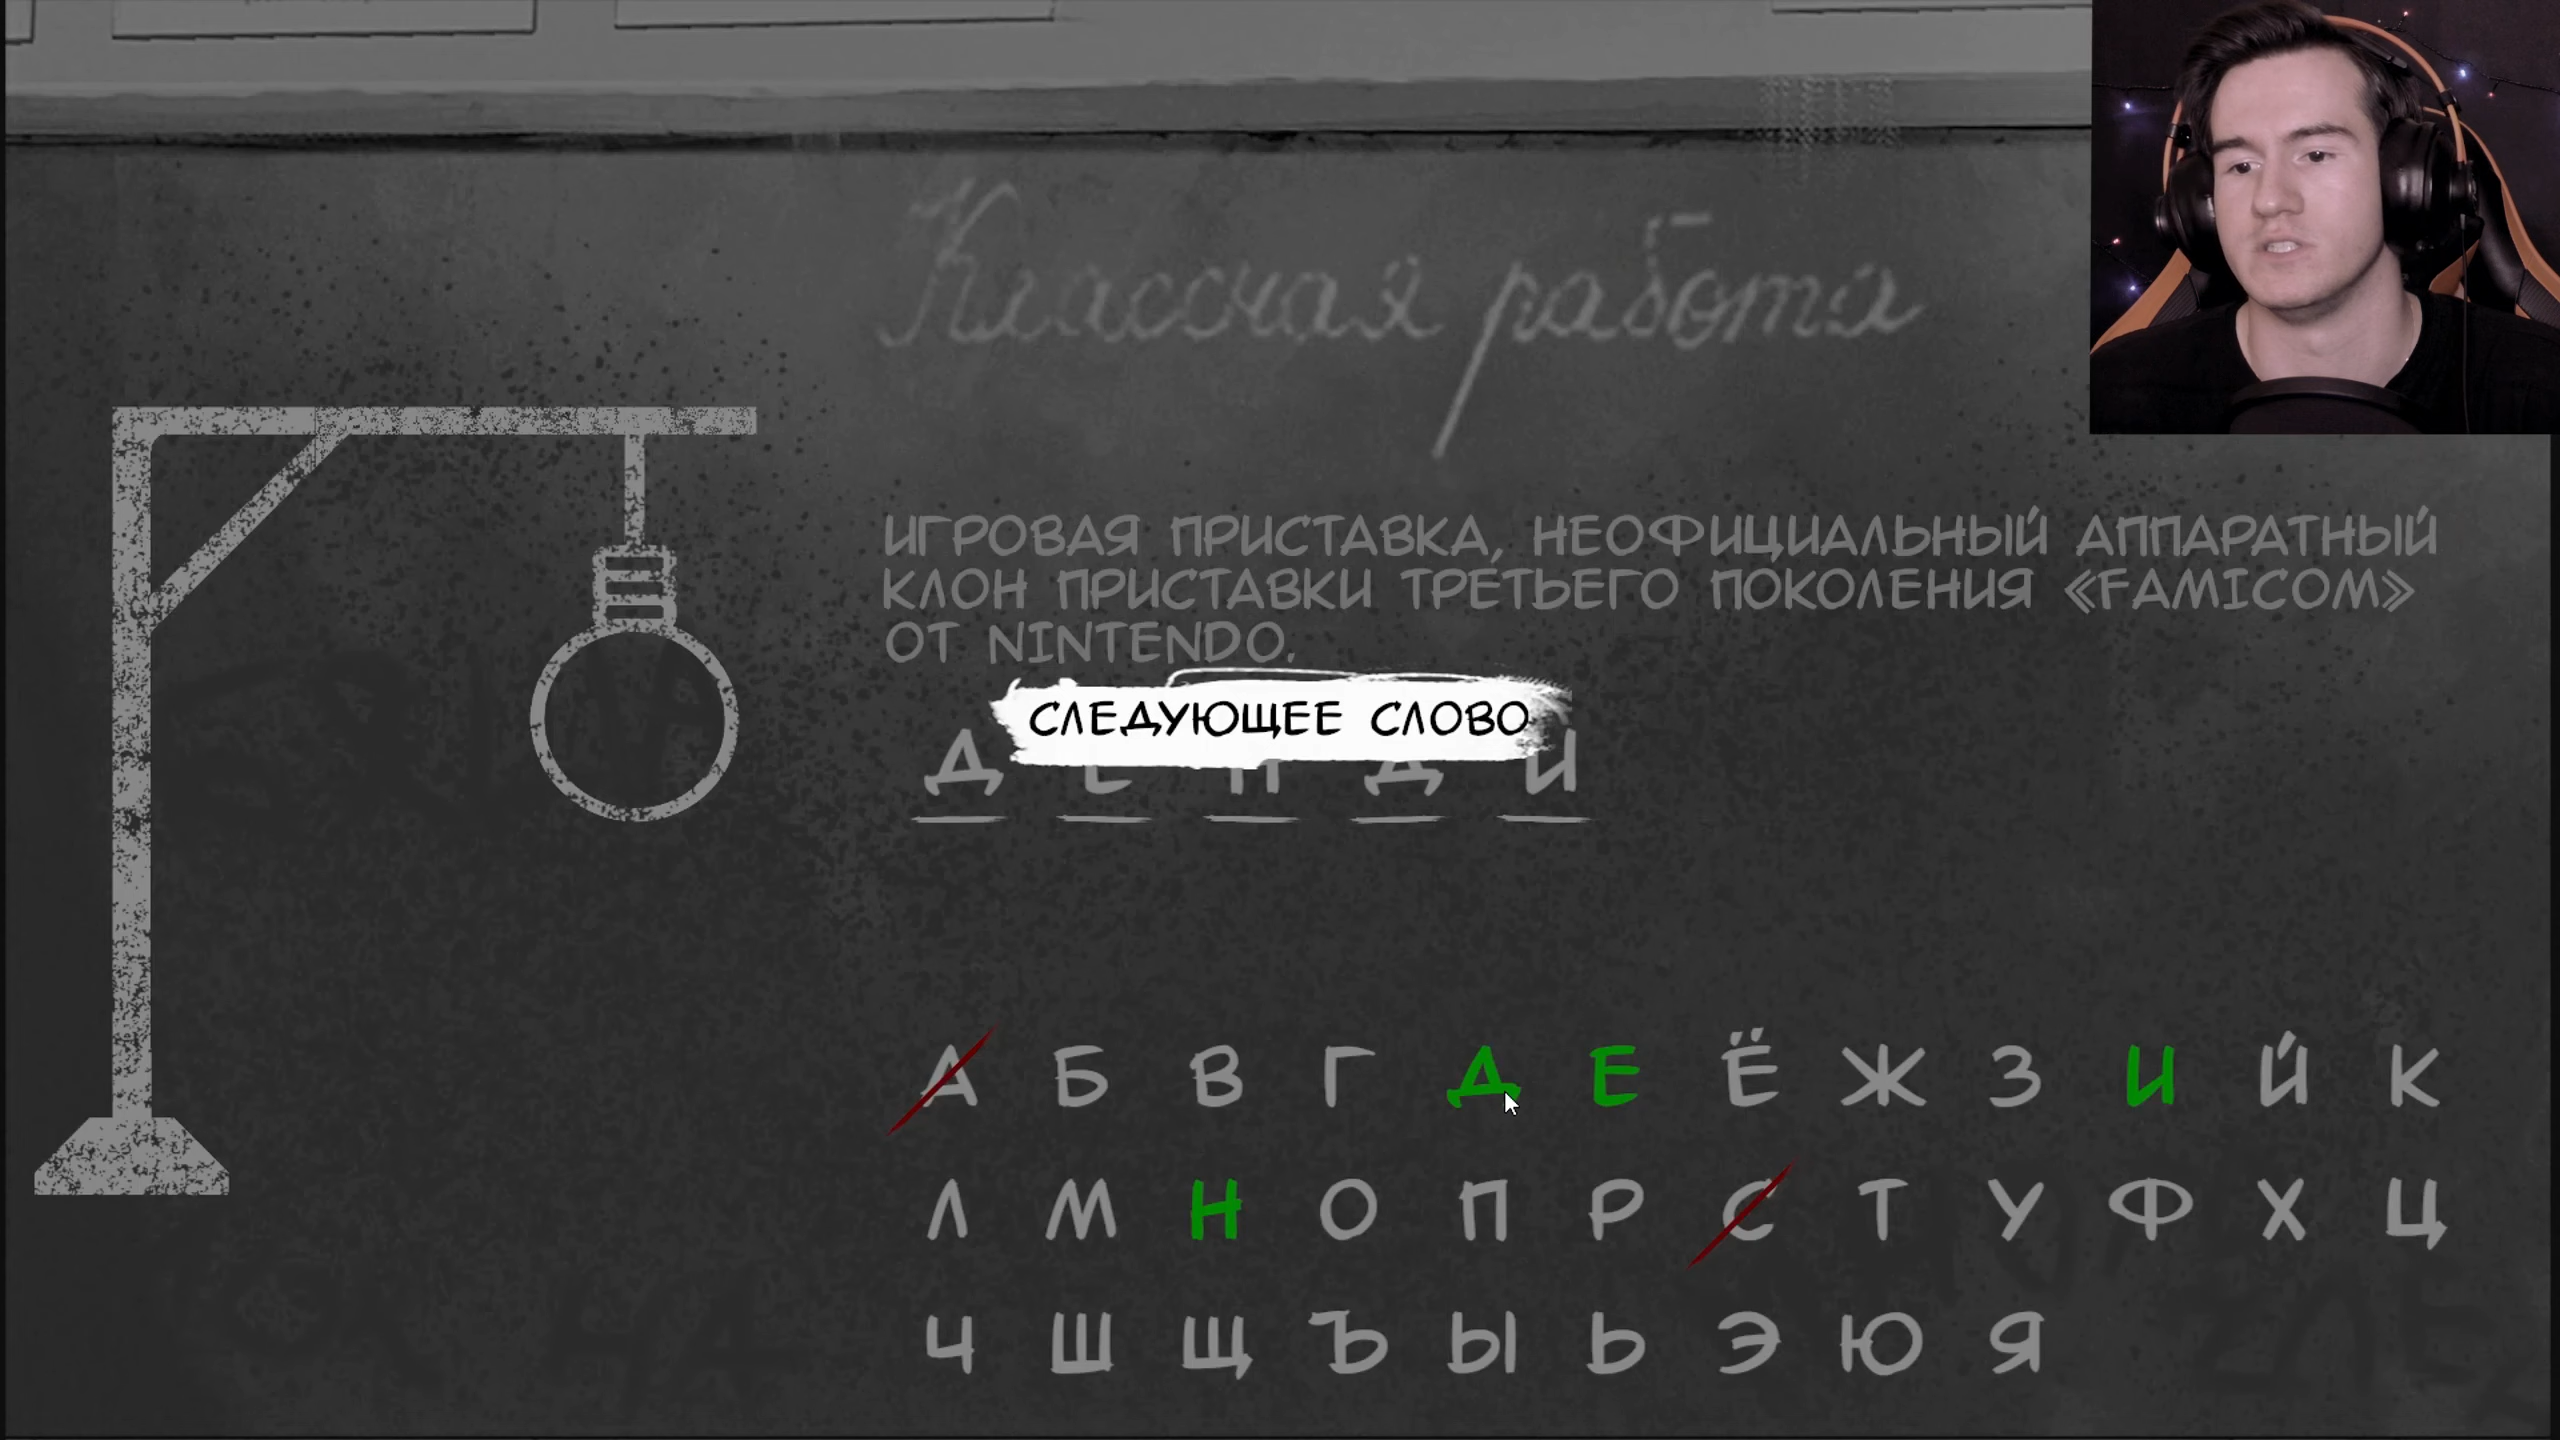 Классная работа
ИГРОВАЯ ПРИСТАВКА, НЕОФИЦИАЛЬНЫЙ АППАРАТНЫЙ
КЛОН ПРИСТАВКИ ТРЕТЬЕГО ПОКОЛЕНИЯ «FAMICOM»
ОТ NINTENDO.
СЛЕДУЮЩЕЕ СЛОВО
Д Е Н Д И
А Б В Г Д Е Ё Ж З И Й К
Л М Н О П Р С Т У Ф Х Ц
Ч Ш Щ Ъ Ы Ь Э Ю Я